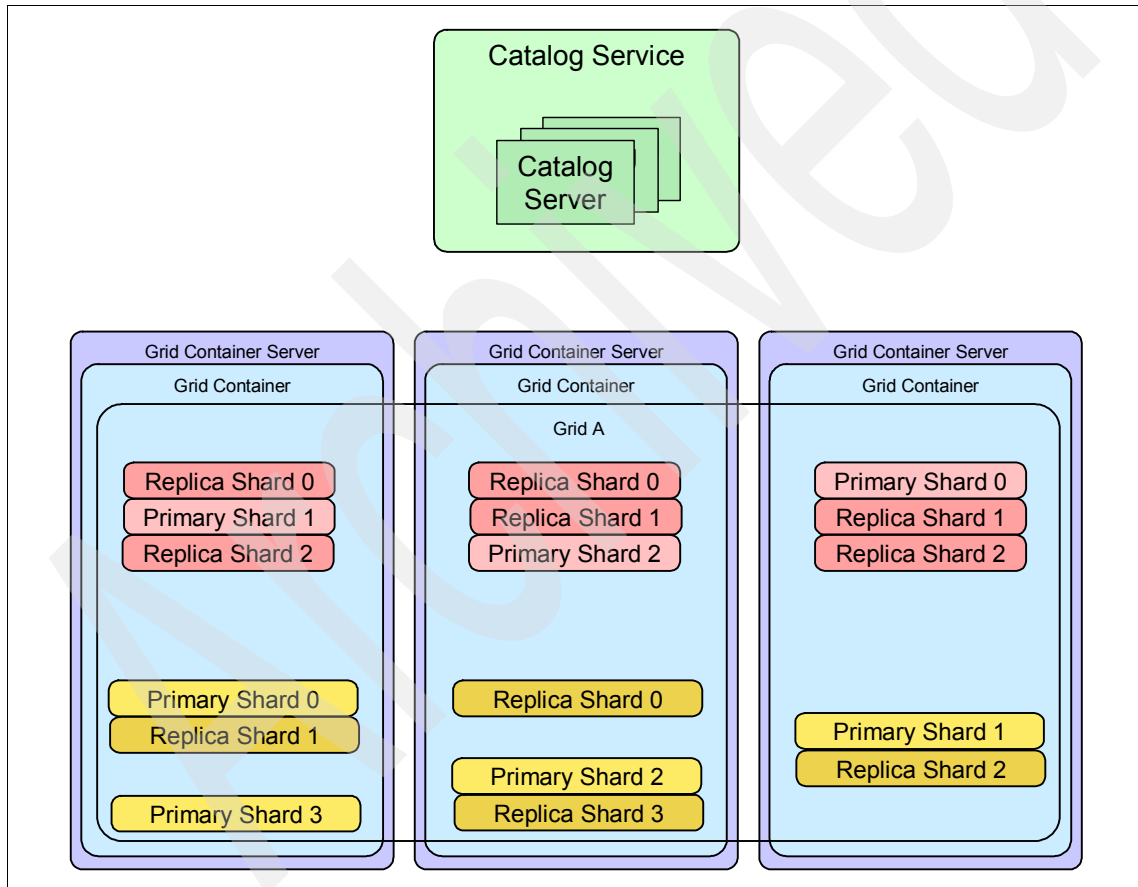 Catalog Service
Catalog
Server
Grid Container Server
Grid Container Server
Grid Container Server
Grid Container
Grid Container
Grid Container
Grid A
Replica Shard 0
Primary Shard 1
Replica Shard 2
Replica Shard 0
Replica Shard 1
Primary Shard 2
Primary Shard 0
Replica Shard 1
Replica Shard 2
Primary Shard 0
Replica Shard 1
Primary Shard 3
Replica Shard 0
Primary Shard 2
Replica Shard 3
Primary Shard 1
Replica Shard 2
Archived